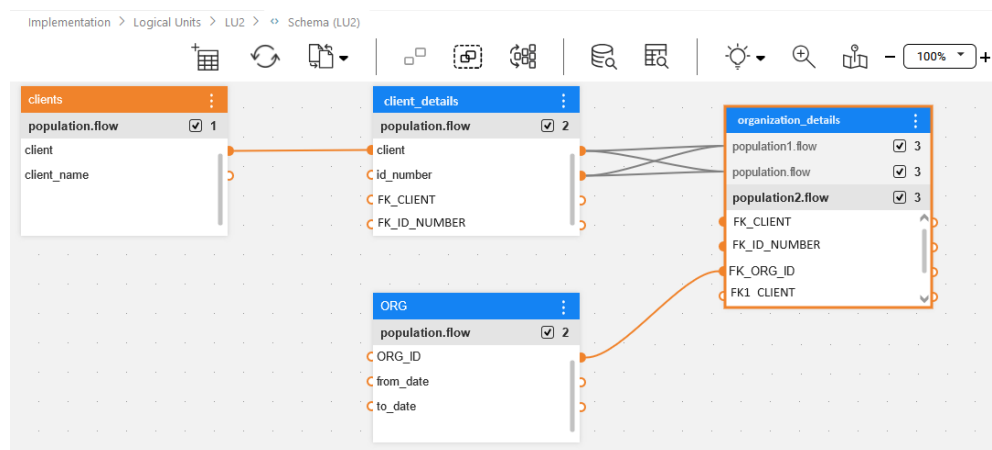 Implementation > Logical Units > LU2 > <> Schema (LU2)
100%
clients
population.flow 1
client
client_name
client_details
population.flow 2
client
id_number
FK_CLIENT
FK_ID_NUMBER
organization_details
population1.flow 3
population.flow 3
population2.flow 3
FK_CLIENT
FK_ID_NUMBER
FK_ORG_ID
FK1_CLIENT
ORG
population.flow 2
ORG_ID
from_date
to_date